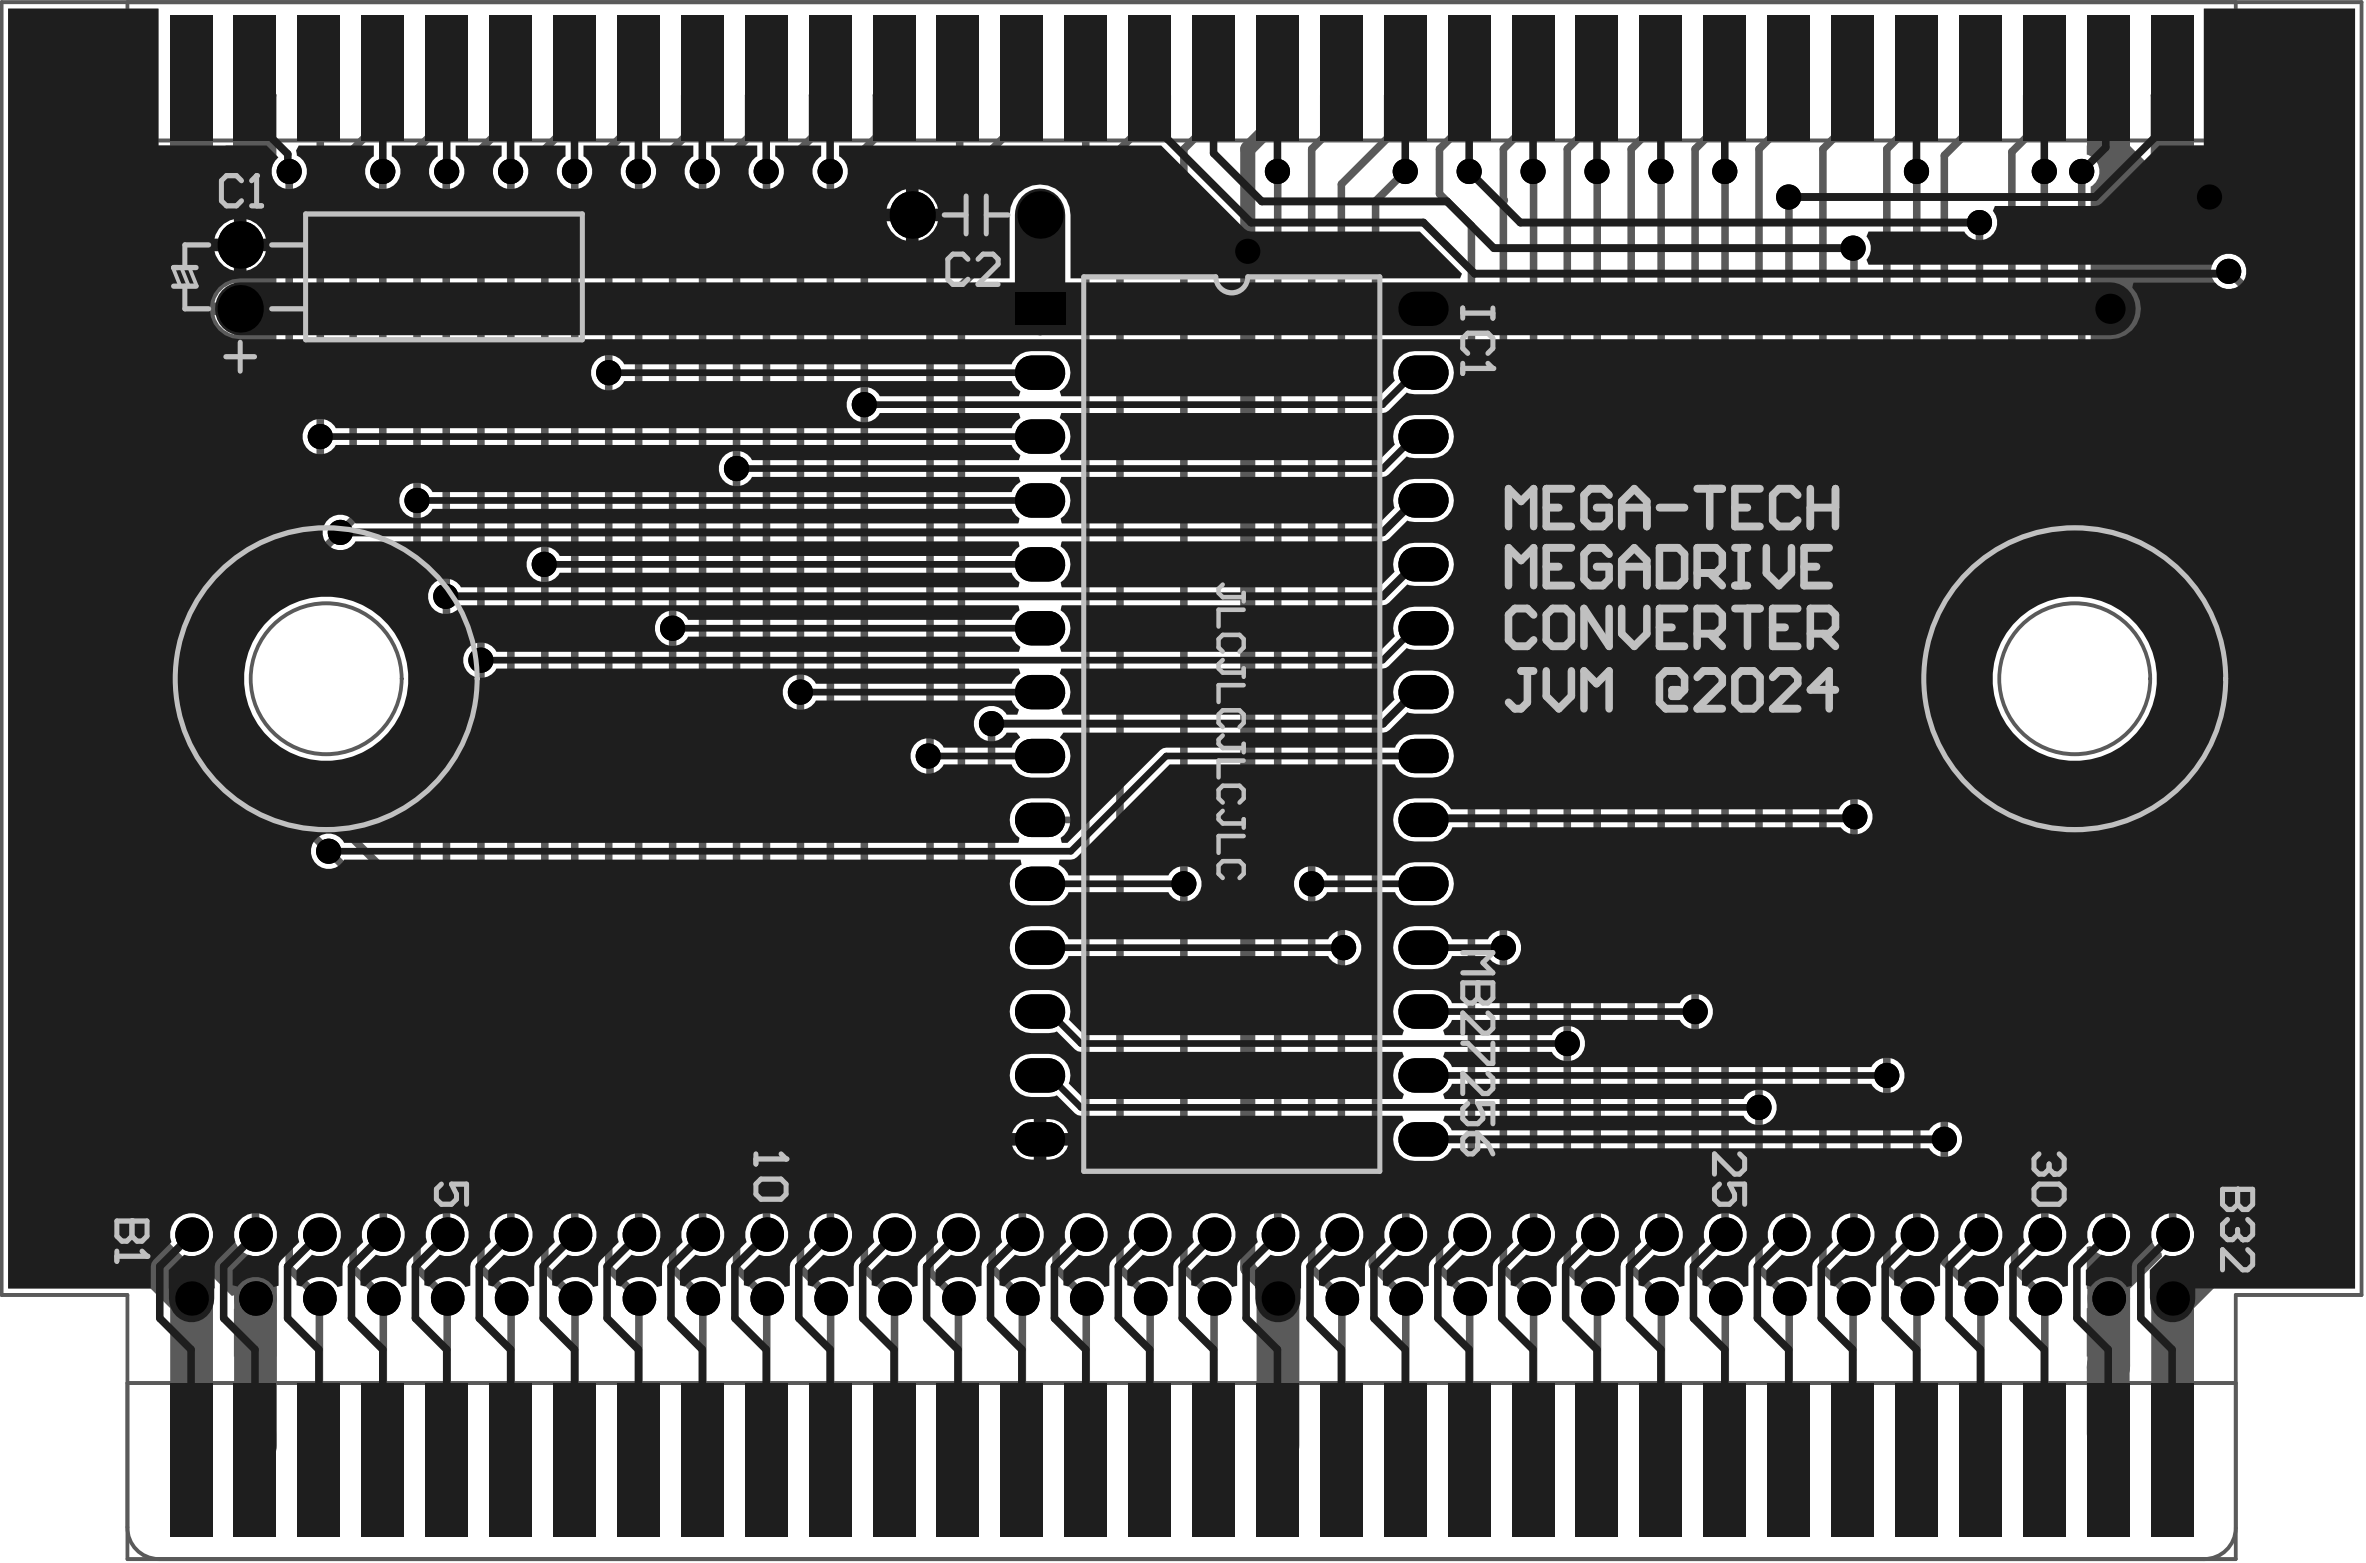 C1
C2
+
IC1
MEGA-TECH
MEGADRIVE
CONVERTER
JVM @2024
JLCJLCJLCJLC
MB27256
5
10
25
30
B1
B32